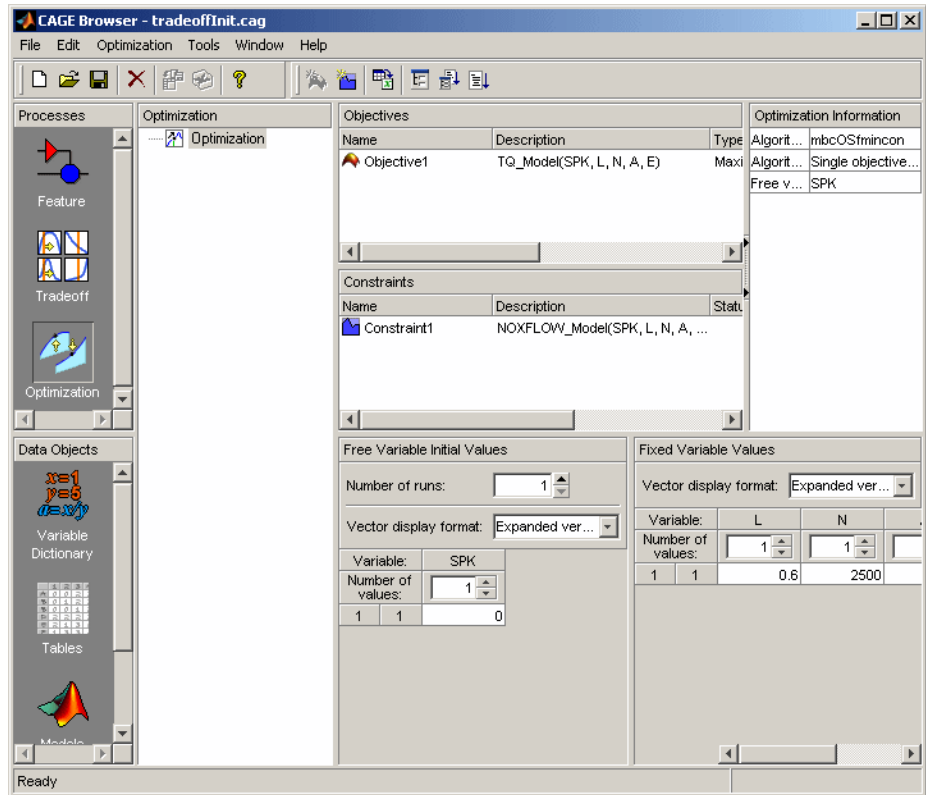 CAGE Browser - tradeoffInit.cag
File Edit Optimization Tools Window Help
Processes
Feature
Tradeoff
Optimization
Optimization
Optimization
Objectives
Name Description Type
Objective1 TQ_Model(SPK, L, N, A, E) Maxi
Constraints
Name Description Statu
Constraint1 NOXFLOW_Model(SPK, L, N, A, ...
Optimization Information
Algorit... mbcOSfmincon
Algorit... Single objective...
Free v... SPK
Data Objects
x=1
y=5
a=x/y
Variable
Dictionary
Tables
Models
Free Variable Initial Values
Number of runs: 1
Vector display format: Expanded ver...
Variable: SPK
Number of values: 1
1 1 0
Fixed Variable Values
Vector display format: Expanded ver...
Variable: L N
Number of values: 1 1
1 1 0.6 2500
Ready